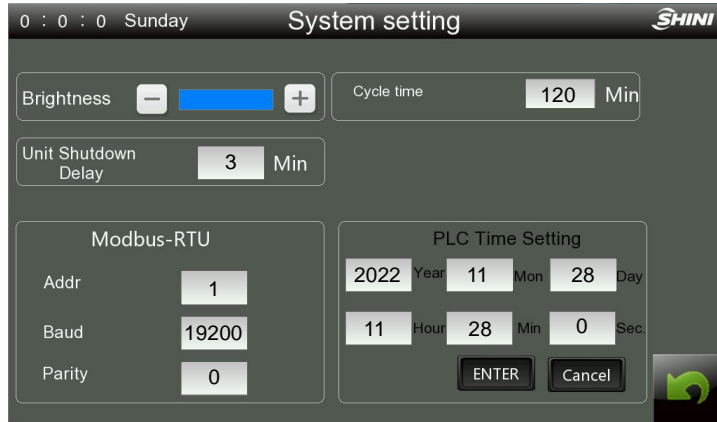 0 : 0 : 0 Sunday System setting SHINI
Brightness − + Cycle time 120 Min
Unit Shutdown
Delay 3 Min
Modbus-RTU
Addr 1
Baud 19200
Parity 0
PLC Time Setting
2022 Year 11 Mon 28 Day
11 Hour 28 Min 0 Sec.
ENTER Cancel